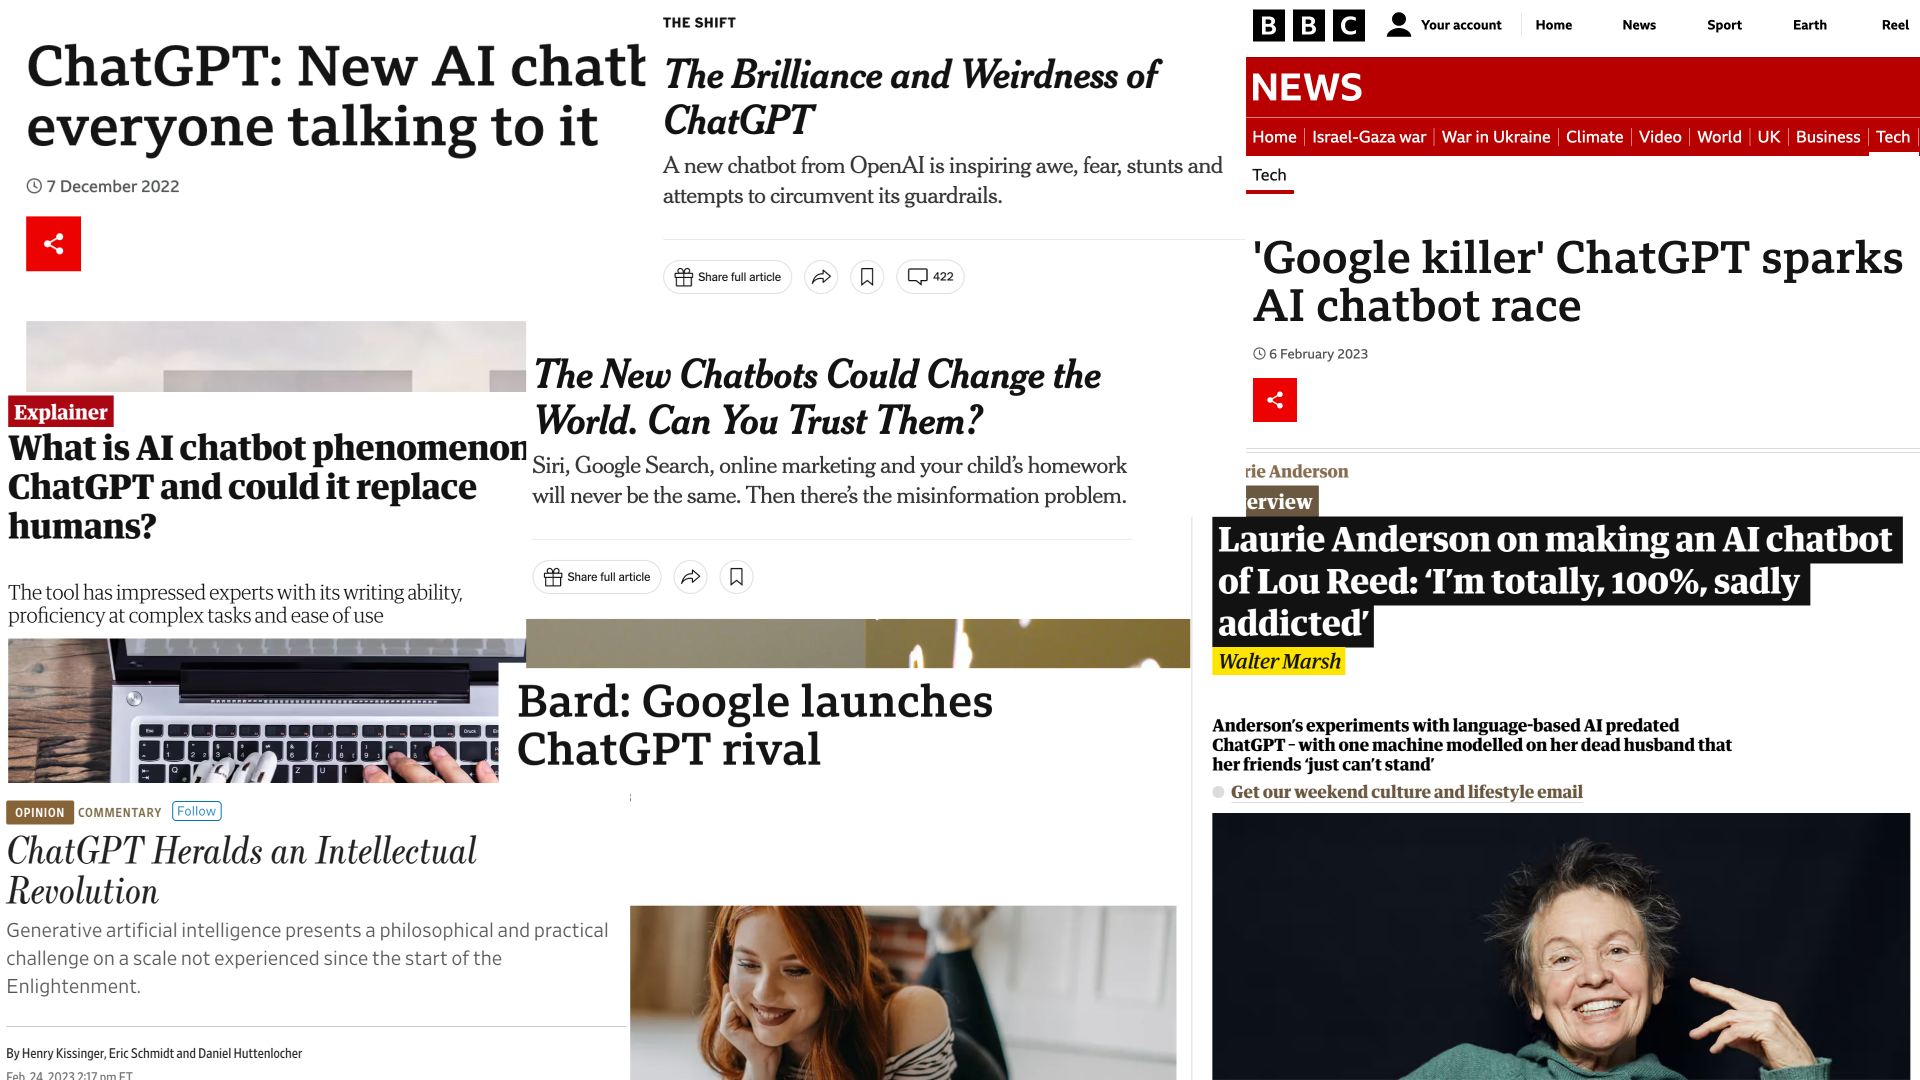 ChatGPT: New AI chatb
everyone talking to it
7 December 2022
THE SHIFT
The Brilliance and Weirdness of
ChatGPT
A new chatbot from OpenAI is inspiring awe, fear, stunts and
attempts to circumvent its guardrails.
Share full article
422
BBC
Your account
Home
News
Sport
Earth
Reel
NEWS
Home
Israel-Gaza war
War in Ukraine
Climate
Video
World
UK
Business
Tech
Tech
'Google killer' ChatGPT sparks
AI chatbot race
6 February 2023
Explainer
What is AI chatbot phenomenon
ChatGPT and could it replace
humans?
The tool has impressed experts with its writing ability,
proficiency at complex tasks and ease of use
The New Chatbots Could Change the
World. Can You Trust Them?
Siri, Google Search, online marketing and your child's homework
will never be the same. Then there's the misinformation problem.
Share full article
rie Anderson
erview
Laurie Anderson on making an AI chatbot
of Lou Reed: 'I'm totally, 100%, sadly
addicted'
Walter Marsh
Anderson's experiments with language-based AI predated
ChatGPT – with one machine modelled on her dead husband that
her friends 'just can't stand'
Get our weekend culture and lifestyle email
Bard: Google launches
ChatGPT rival
OPINION
COMMENTARY
Follow
ChatGPT Heralds an Intellectual
Revolution
Generative artificial intelligence presents a philosophical and practical
challenge on a scale not experienced since the start of the
Enlightenment.
By Henry Kissinger, Eric Schmidt and Daniel Huttenlocher
Feb. 24, 2023 2:17 pm ET